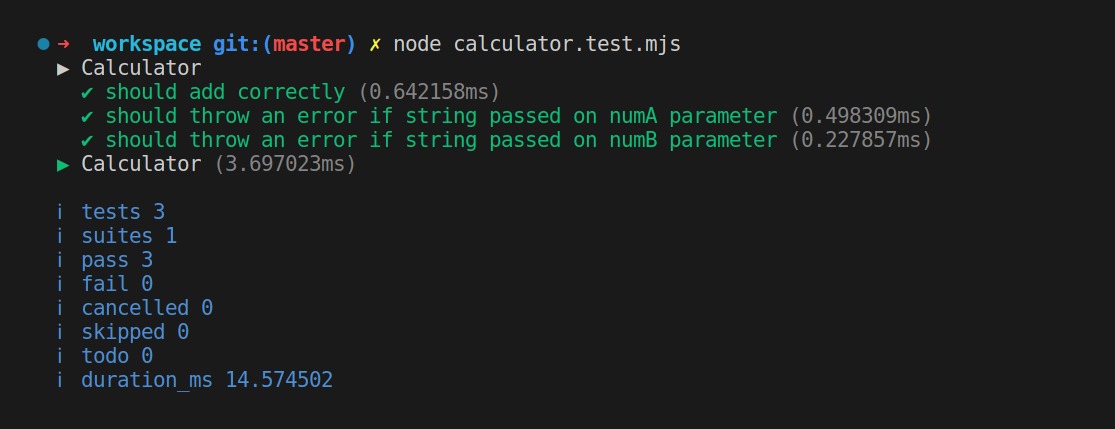 ➜ workspace git:(master) ✗ node calculator.test.mjs
▶ Calculator
✔ should add correctly (0.642158ms)
✔ should throw an error if string passed on numA parameter (0.498309ms)
✔ should throw an error if string passed on numB parameter (0.227857ms)
▶ Calculator (3.697023ms)
ℹ tests 3
ℹ suites 1
ℹ pass 3
ℹ fail 0
ℹ cancelled 0
ℹ skipped 0
ℹ todo 0
ℹ duration_ms 14.574502